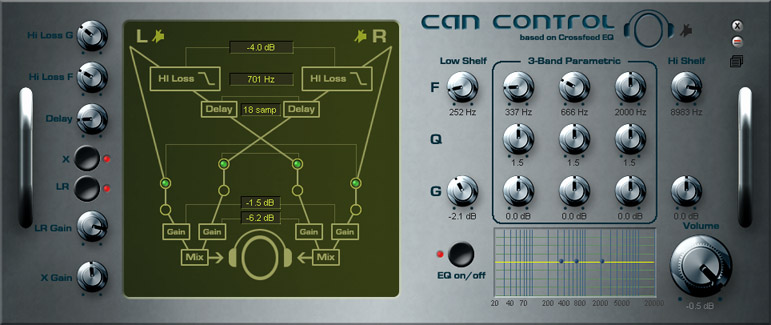 Hi Loss G
Hi Loss F
Delay
X
LR
LR Gain
X Gain
L
R
-4.0 dB
HI Loss
701 Hz
HI Loss
Delay
18 samp
Delay
-1.5 dB
-6.2 dB
Gain
Gain
Gain
Gain
Mix
Mix
can control
based on Crossfeed EQ
X
Low Shelf
3-Band Parametric
Hi Shelf
F
252 Hz
337 Hz
666 Hz
2000 Hz
8983 Hz
Q
1.5
1.5
1.5
G
-2.1 dB
0.0 dB
0.0 dB
0.0 dB
0.0 dB
EQ on/off
20 40 70 200 400 800 2000 5000 20000
Volume
-0.5 dB